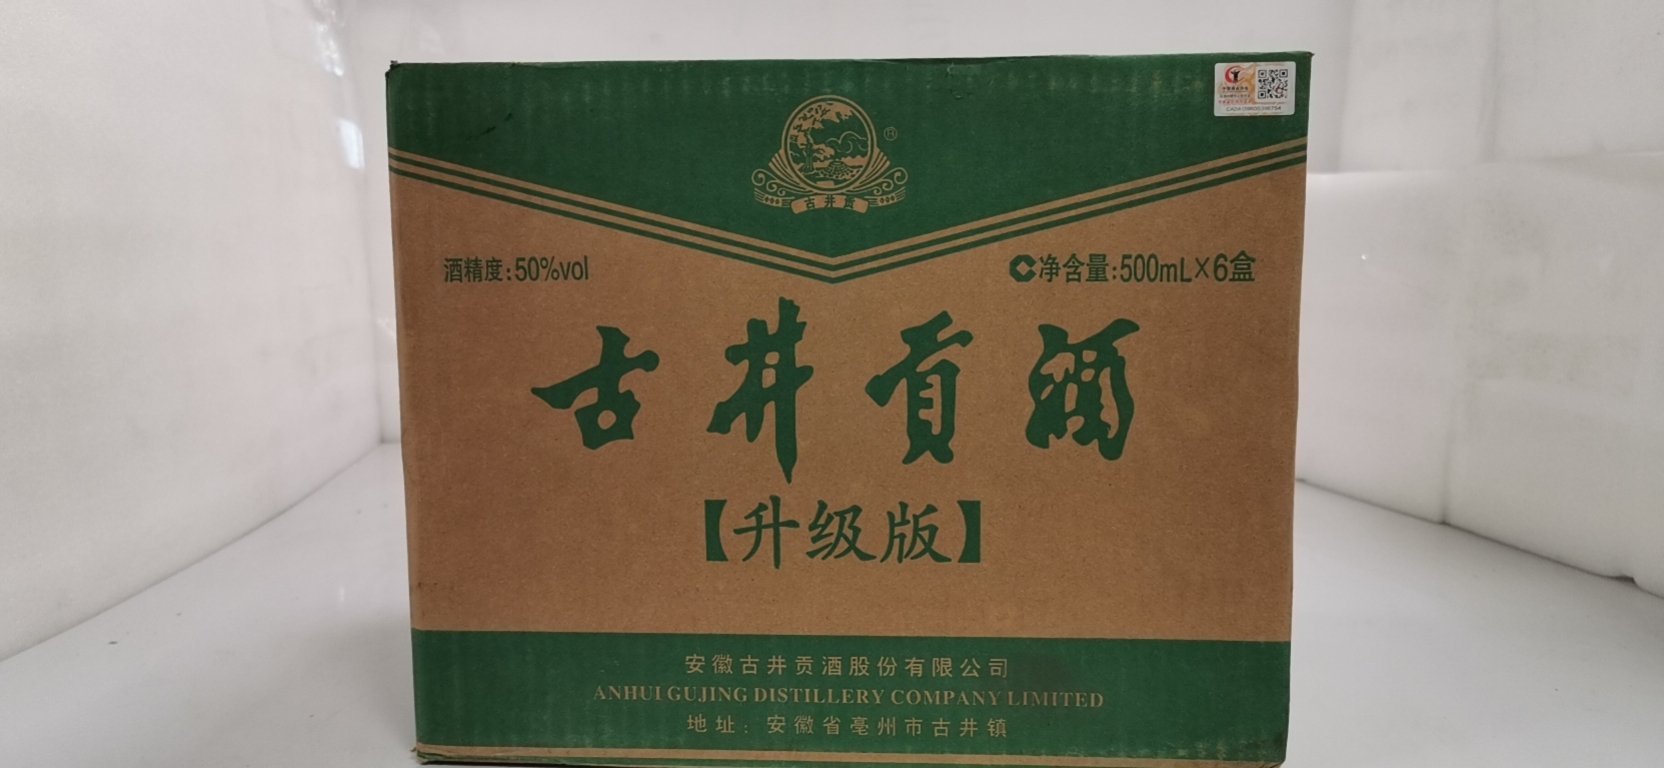 古井贡
酒精度:50%vol
净含量:500mL×6盒
古井贡酒
【升级版】
安徽古井贡酒股份有限公司
ANHUI GUJING DISTILLERY COMPANY LIMITED
地址：安徽省亳州市古井镇